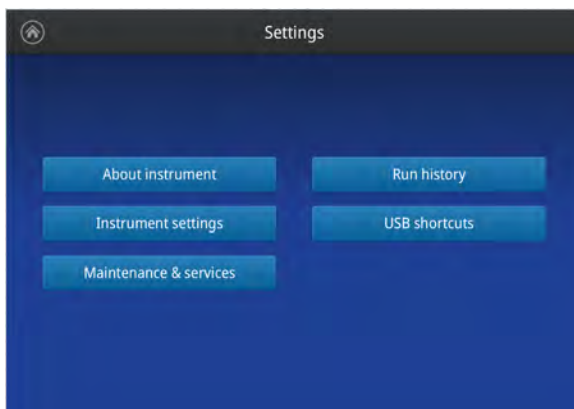 Settings
About instrument
Run history
Instrument settings
USB shortcuts
Maintenance & services